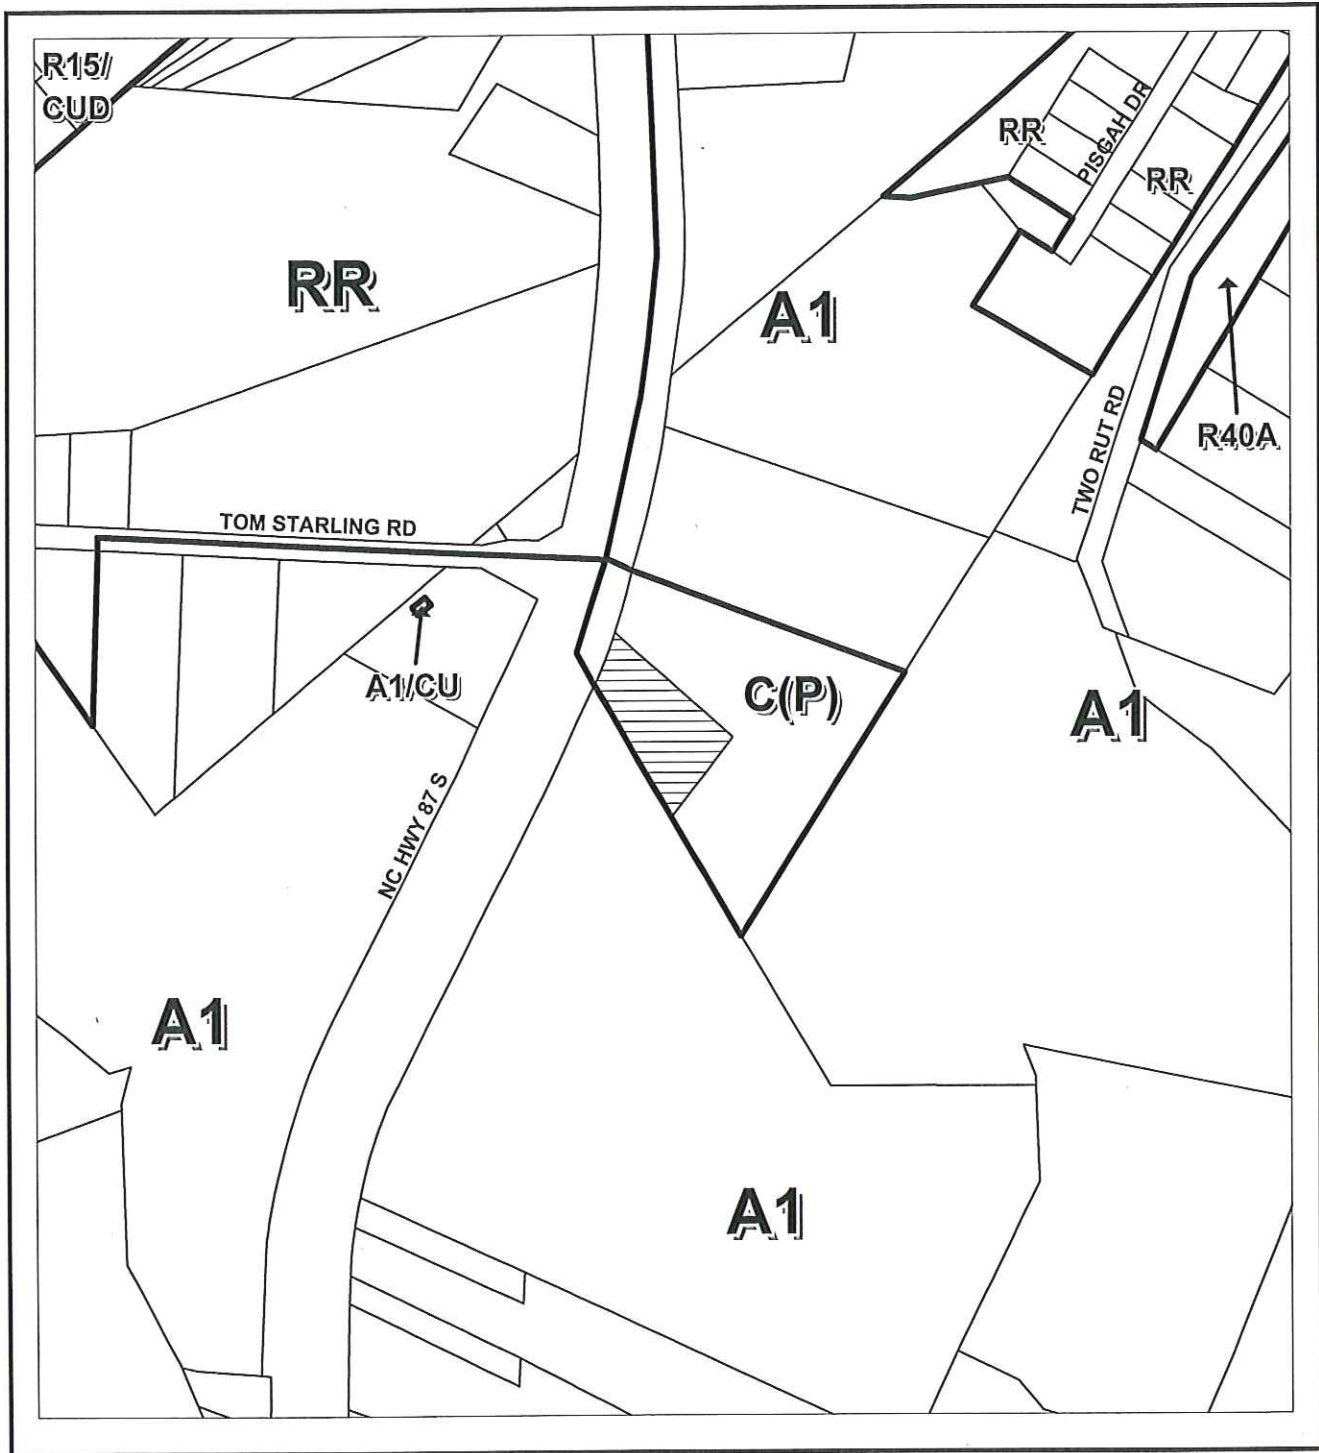 R15/
CUD
RR
PISGAH DR
RR
RR
A1
R40A
TWO RUT RD
TOM STARLING RD
A1/CU
C(P)
A1
NC HWY 87 S
A1
A1